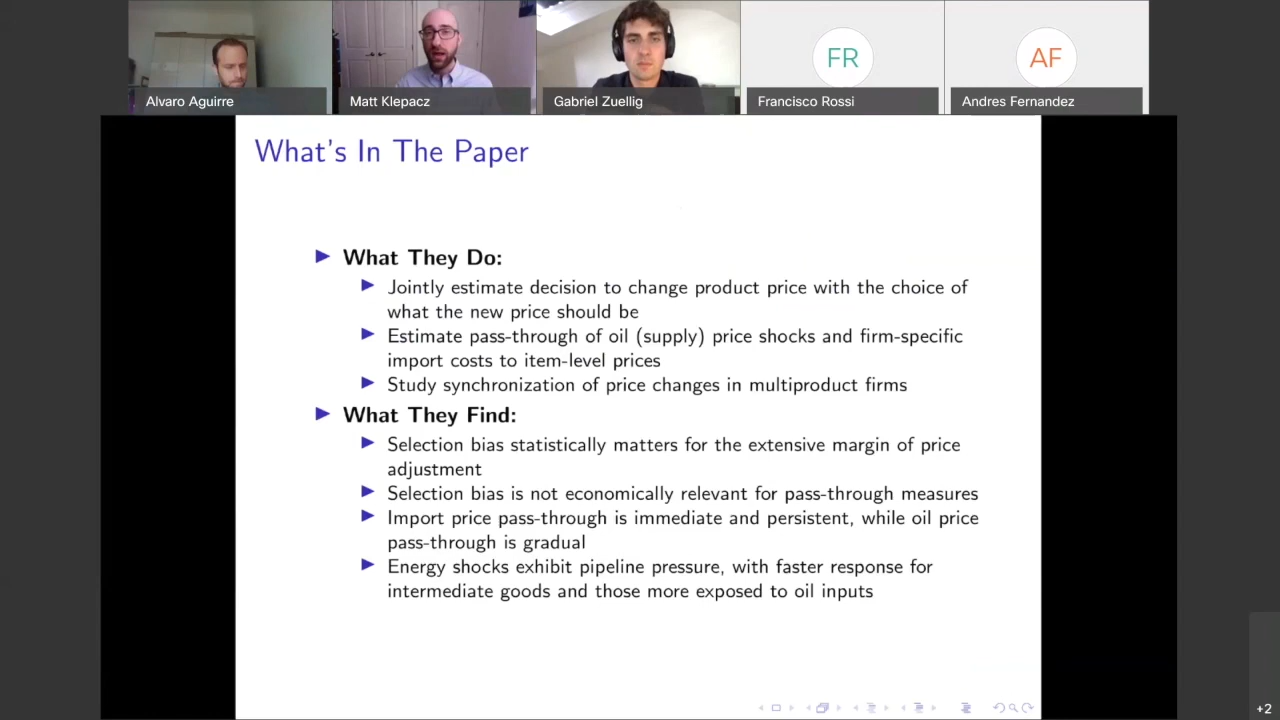 Alvaro Aguirre
Matt Klepacz
Gabriel Zuellig
FR
Francisco Rossi
AF
Andres Fernandez
What's In The Paper
What They Do:
Jointly estimate decision to change product price with the choice of
what the new price should be
Estimate pass-through of oil (supply) price shocks and firm-specific
import costs to item-level prices
Study synchronization of price changes in multiproduct firms
What They Find:
Selection bias statistically matters for the extensive margin of price
adjustment
Selection bias is not economically relevant for pass-through measures
Import price pass-through is immediate and persistent, while oil price
pass-through is gradual
Energy shocks exhibit pipeline pressure, with faster response for
intermediate goods and those more exposed to oil inputs
+2